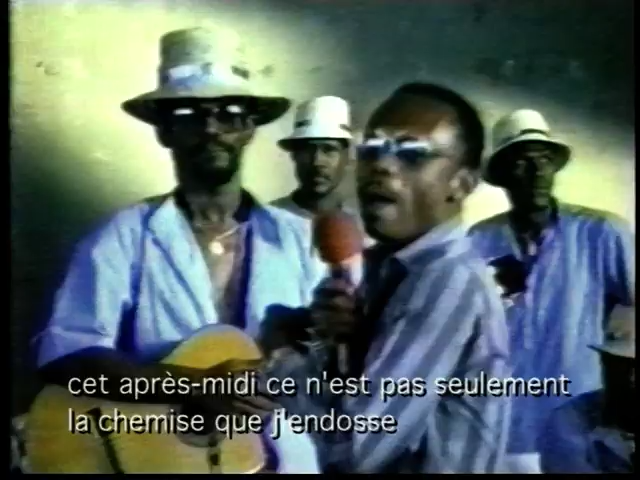 cet après-midi ce n'est pas seulement
la chemise que j'endosse